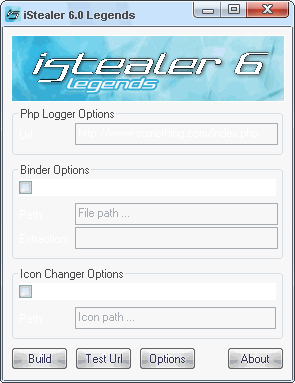 iStealer 6.0 Legends
istealer 6
legends
Php Logger Options
Url
http://www.something.com/index.php
Binder Options
Path
File path ...
Extraction
Icon Changer Options
Path
Icon path ...
Build Test Url Options About